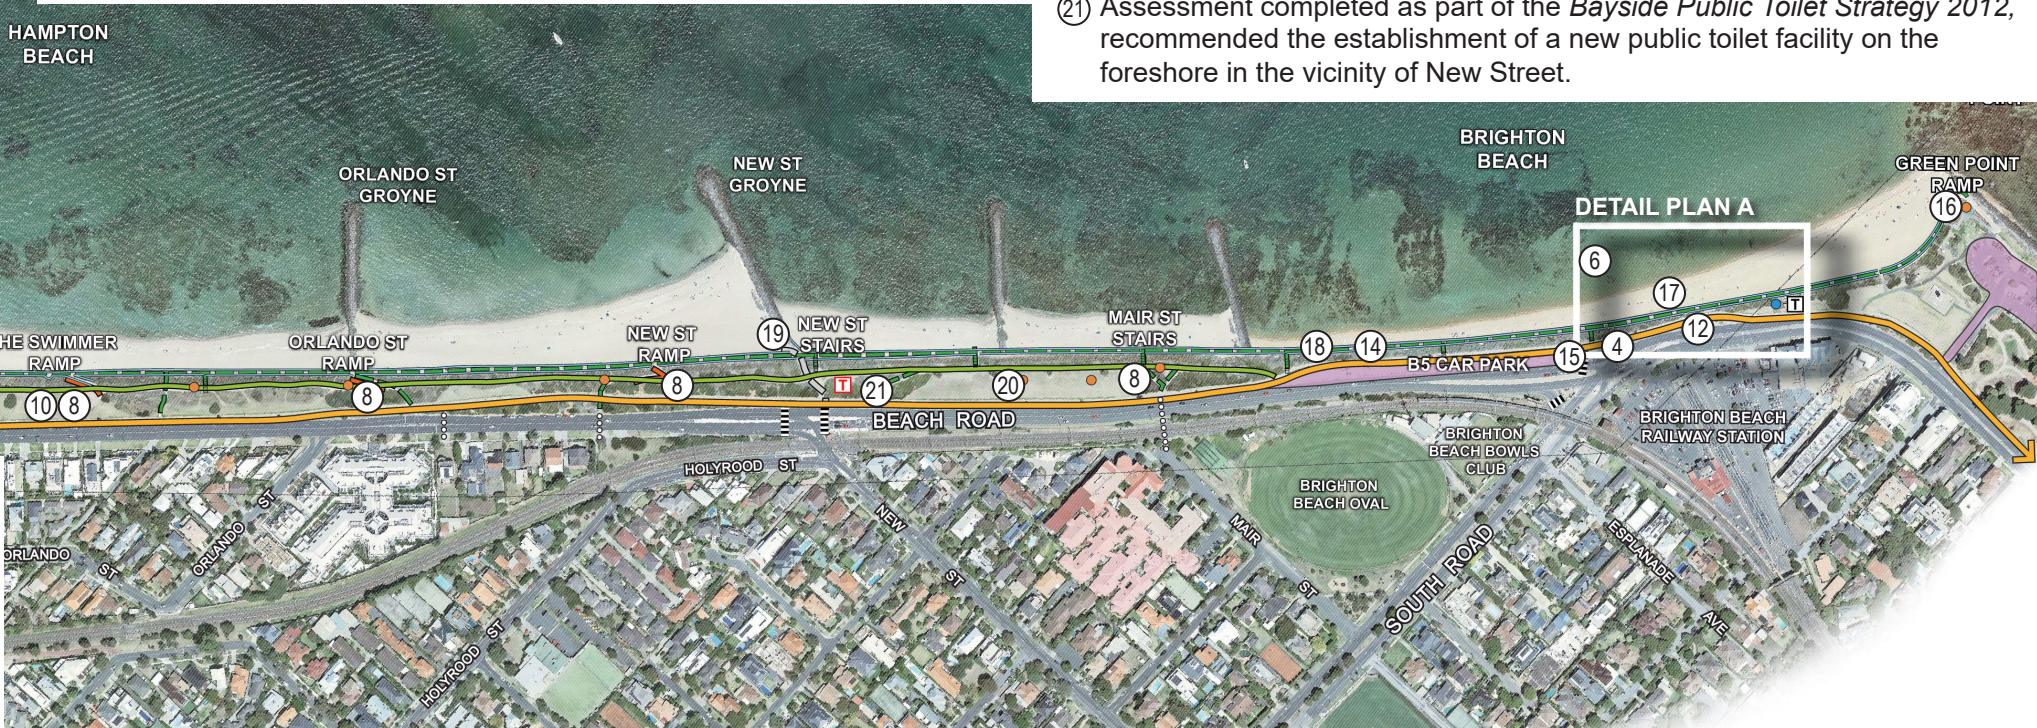 (21) Assessment completed as part of the Bayside Public Toilet Strategy 2012,
recommended the establishment of a new public toilet facility on the
foreshore in the vicinity of New Street.
HAMPTON
BEACH
POINT
BRIGHTON
BEACH
NEW ST
GROYNE
ORLANDO ST
GROYNE
GREEN POINT
RAMP
16
DETAIL PLAN A
6
17
T
12
MAIR ST
STAIRS
NEW ST
STAIRS
19
NEW ST
RAMP
ORLANDO ST
RAMP
HE SWIMMER
RAMP
18
14
15
4
B5 CAR PARK
10
8
8
8
T
21
20
8
BEACH ROAD
BRIGHTON BEACH
RAILWAY STATION
BRIGHTON
BEACH BOWLS
CLUB
HOLYROOD ST
BRIGHTON
BEACH OVAL
ORLANDO ST
ORLANDO
ST
NEW
ST
MAIR
ST
SOUTH ROAD
ESPLANADE
AVE
HOLYROOD ST